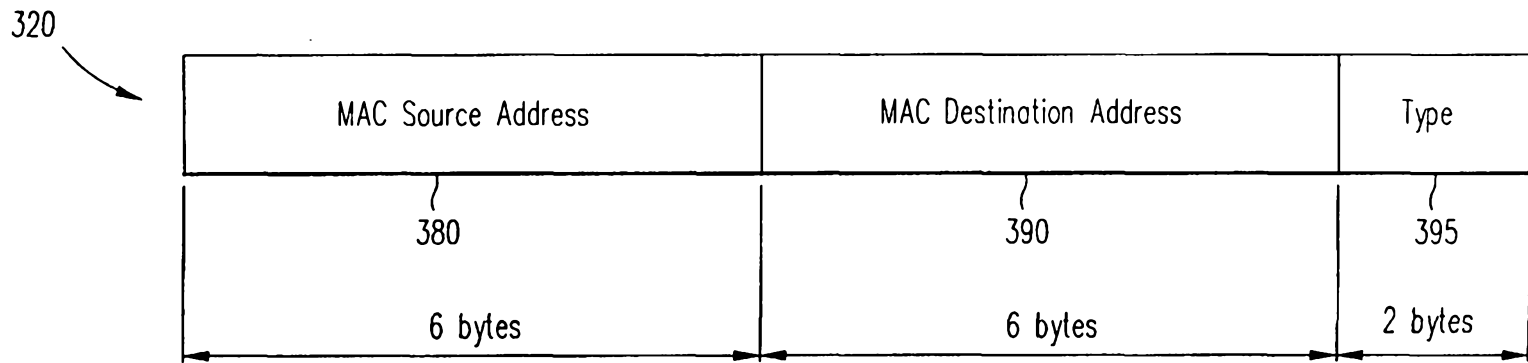 320
MAC Source Address
MAC Destination Address
Type
380
390
395
6 bytes
6 bytes
2 bytes